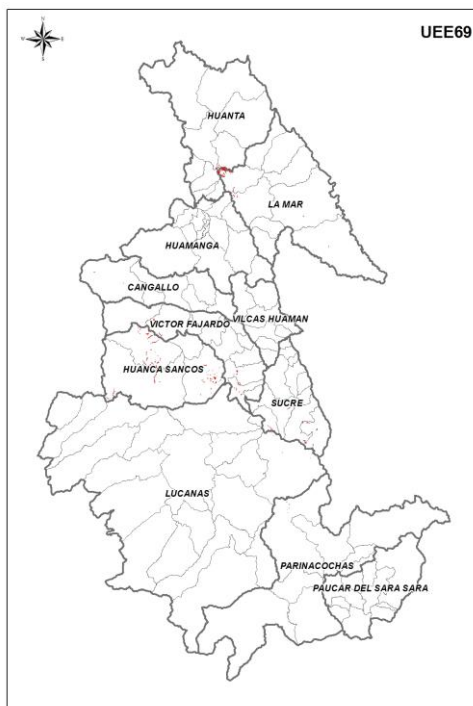 UEE69
HUANTA
LA MAR
HUAMANGA
CANGALLO
VICTOR FAJARDO
VILCAS HUAMAN
HUANCA SANCOS
SUCRE
LUCANAS
PARINACOCHAS
PAUCAR DEL SARA SARA